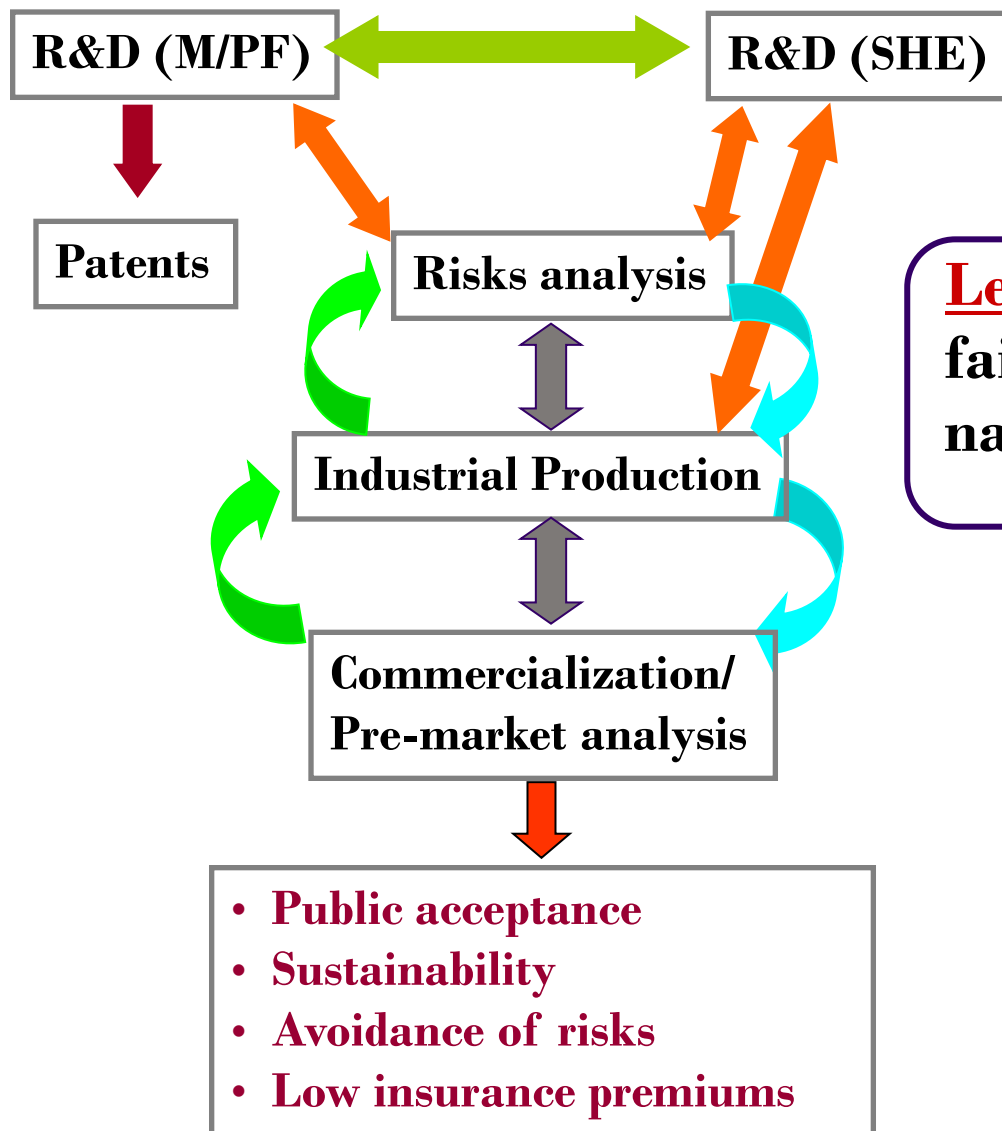 R&D (M/PF)
R&D (SHE)
Patents
Risks analysis
Industrial Production
Commercialization/
Pre-market analysis
• Public acceptance
• Sustainability
• Avoidance of risks
• Low insurance premiums